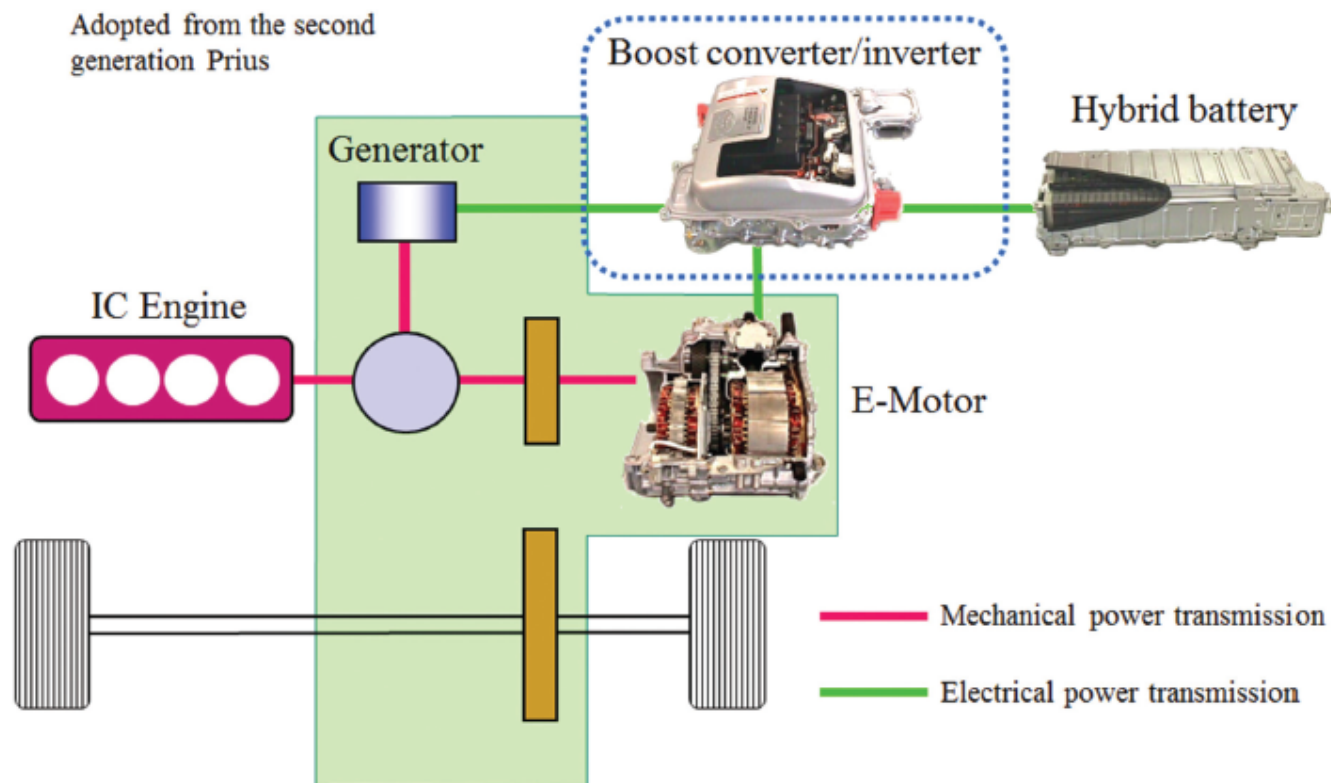 Adopted from the second
generation Prius
Boost converter/inverter
Hybrid battery
Generator
IC Engine
E-Motor
Mechanical power transmission
Electrical power transmission